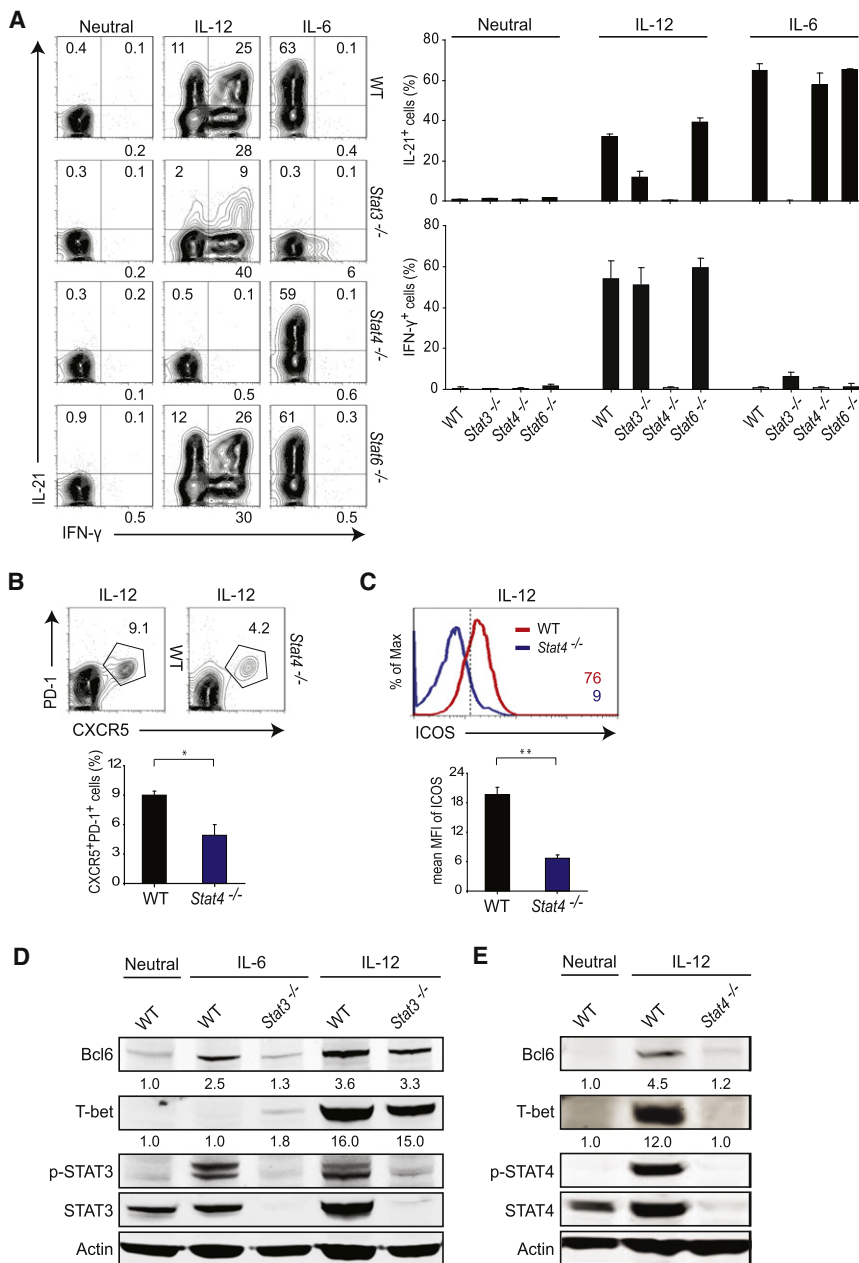 A
Neutral IL-12 IL-6
0.4 0.1 11 25 63 0.1 WT
0.2 28 0.4
0.3 0.1 2 9 0.3 0.1 Stat3 -/-
0.2 40 6
0.3 0.2 0.5 0.1 59 0.1 Stat4 -/-
0.1 0.5 0.6
0.9 0.1 12 26 61 0.3 Stat6 -/-
0.5 30 0.5
IL-21
IFN-γ
Neutral IL-12 IL-6
IL-21+ cells (%)
80
60
40
20
0
IFN-γ+ cells (%)
80
60
40
20
0
WT Stat3 -/- Stat4 -/- Stat6 -/- WT Stat3 -/- Stat4 -/- Stat6 -/- WT Stat3 -/- Stat4 -/- Stat6 -/-
B
IL-12 IL-12
9.1 WT 4.2 Stat4 -/-
PD-1
CXCR5
*
CXCR5+PD-1+ cells (%)
12
9
6
3
0
WT Stat4 -/-
C
IL-12
% of Max
WT
Stat4 -/-
76
9
ICOS
**
mean MFI of ICOS
24
18
12
6
0
WT Stat4 -/-
D
Neutral IL-6 IL-12
WT WT Stat3 -/- WT Stat3 -/-
Bcl6
1.0 2.5 1.3 3.6 3.3
T-bet
1.0 1.0 1.8 16.0 15.0
p-STAT3
STAT3
Actin
E
Neutral IL-12
WT WT Stat4 -/-
Bcl6
1.0 4.5 1.2
T-bet
1.0 12.0 1.0
p-STAT4
STAT4
Actin